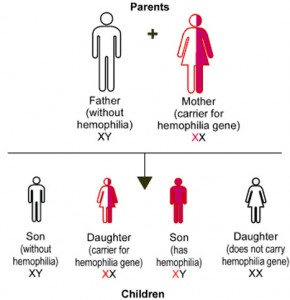 Parents
+
Father
(without
hemophilia)
XY
Mother
(carrier for
hemophilia gene)
XX
Son
(without
hemophilia)
XY
Daughter
(carrier for
hemophilia gene)
XX
Son
(has
hemophilia)
XY
Daughter
(does not carry
hemophilia gene)
XX
Children